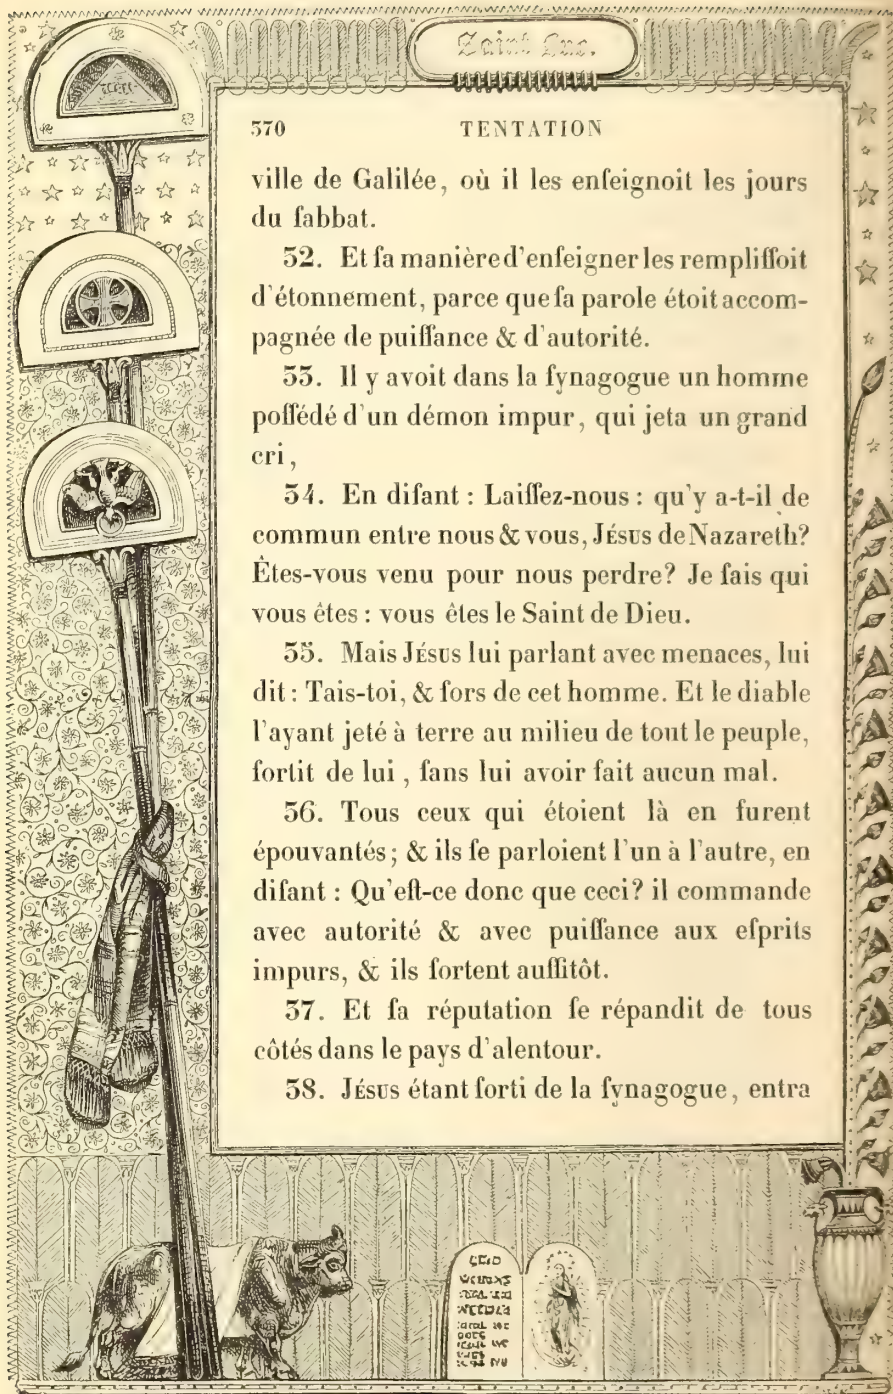 Saint Luc.
370 TENTATION
ville de Galilée, où il les enſeignoit les jours
du ſabbat.
32. Et ſa manière d'enſeigner les rempliſſoit
d'étonnement, parce que ſa parole étoit accom-
pagnée de puiſſance & d'autorité.
33. Il y avoit dans la ſynagogue un homme
poſſédé d'un démon impur, qui jeta un grand
cri,
34. En diſant : Laiſſez-nous : qu'y a-t-il de
commun entre nous & vous, JÉSUS de Nazareth?
Êtes-vous venu pour nous perdre? Je ſais qui
vous êtes : vous êtes le Saint de Dieu.
35. Mais JÉSUS lui parlant avec menaces, lui
dit : Tais-toi, & ſors de cet homme. Et le diable
l'ayant jeté à terre au milieu de tout le peuple,
ſortit de lui, ſans lui avoir fait aucun mal.
36. Tous ceux qui étoient là en furent
épouvantés; & ils ſe parloient l'un à l'autre, en
diſant : Qu'eſt-ce donc que ceci? il commande
avec autorité & avec puiſſance aux eſprits
impurs, & ils ſortent auſſitôt.
37. Et ſa réputation ſe répandit de tous
côtés dans le pays d'alentour.
38. JÉSUS étant ſorti de la ſynagogue, entra